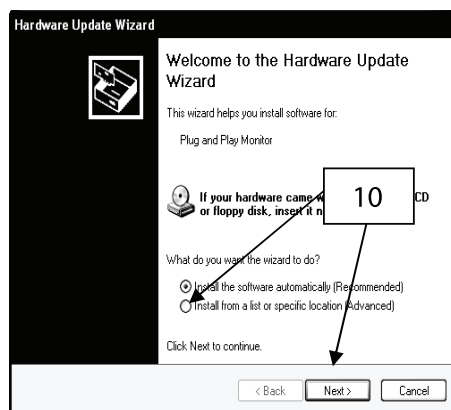 Hardware Update Wizard
Welcome to the Hardware Update
Wizard
This wizard helps you install software for:
Plug and Play Monitor
If your hardware came CD
or floppy disk, insert it
10
What do you want the wizard to do?
Install the software automatically (Recommended)
Install from a list or specific location (Advanced)
Click Next to continue.
< Back Next > Cancel